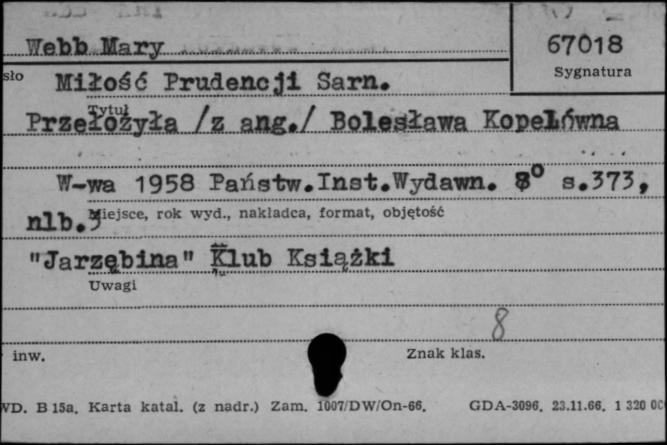 Webb Mary
67018
Sygnatura
sło
Miłość Prudencji Sarn.
Tytuł
Przełożyła /z ang./ Bolesława Kopelówna
W-wa 1958 Państw.Inst.Wydawn. 8° s.373,
Miejsce, rok wyd., nakładca, format, objętość
nlb.3
"Jarzębina" Klub Książki
Uwagi
8
inw.
Znak klas.
WD. B 15a. Karta katal. (z nadr.) Zam. 1007/DW/On-66. GDA-3096. 23.11.66. 1 320 00